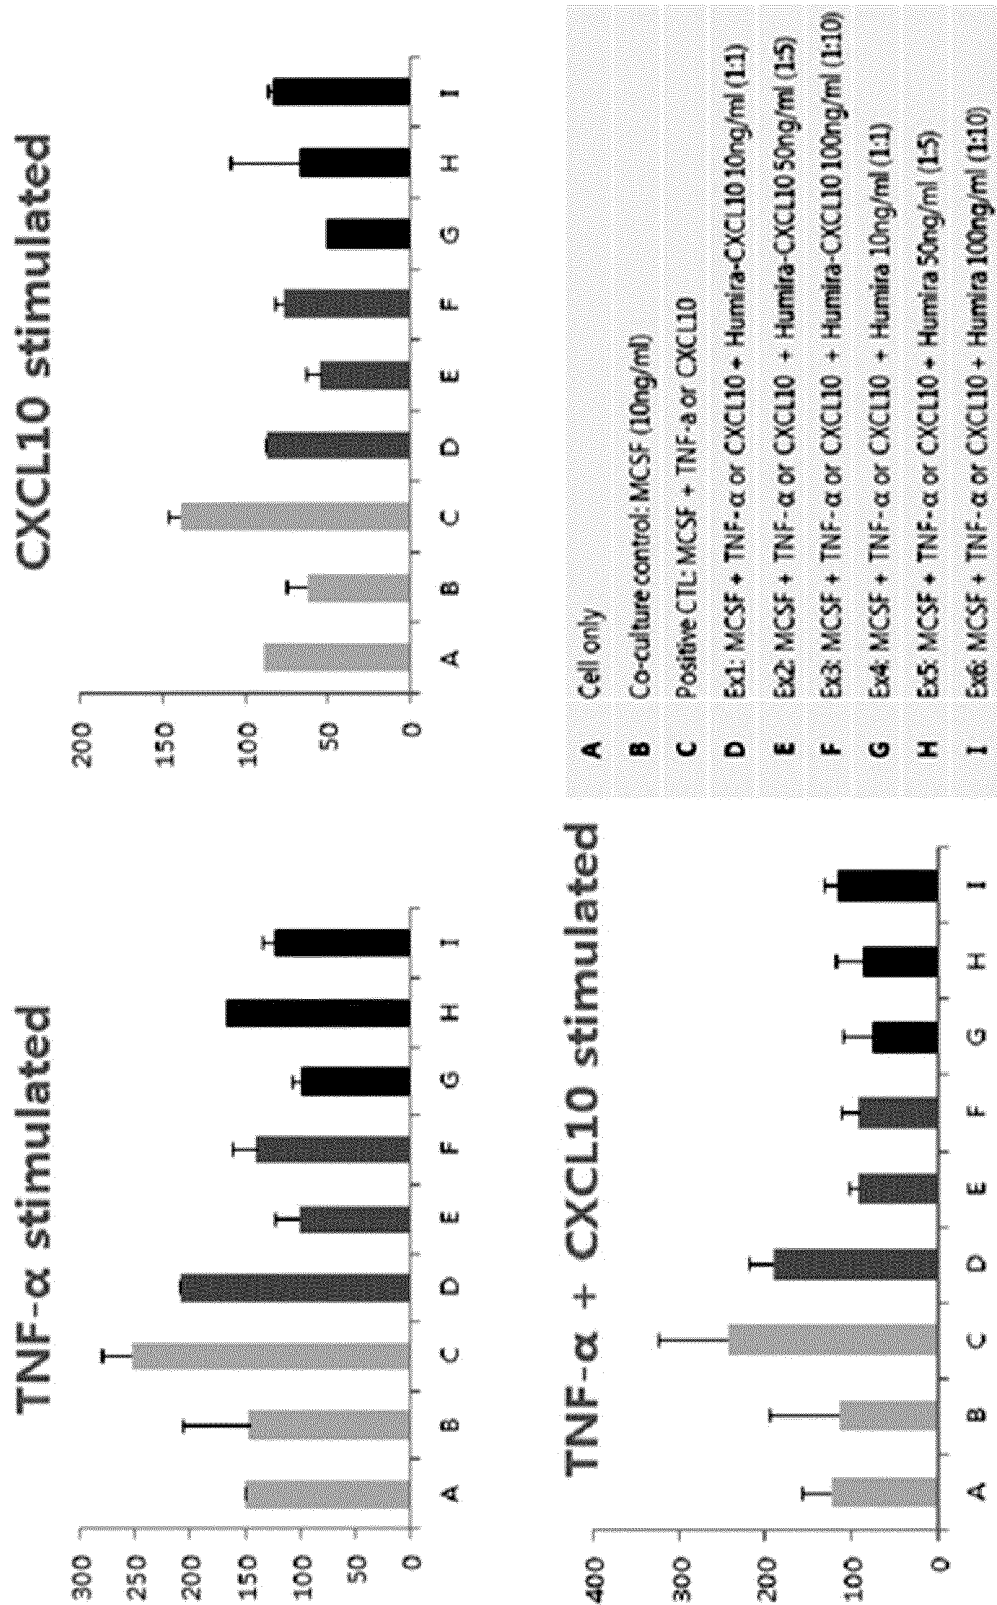 TNF-α stimulated
300
250
200
150
100
50
0
A B C D E F G H I
CXCL10 stimulated
200
150
100
50
0
A B C D E F G H I
TNF-α + CXCL10 stimulated
400
300
200
100
0
A B C D E F G H I
A Cell only
B Co-culture control: MCSF (10ng/ml)
C Positive CTL: MCSF + TNF-a or CXCL10
D Ex1: MCSF + TNF-α or CXCL10 + Humira-CXCL10 10ng/ml (1:1)
E Ex2: MCSF + TNF-α or CXCL10 + Humira-CXCL10 50ng/ml (1:5)
F Ex3: MCSF + TNF-α or CXCL10 + Humira-CXCL10 100ng/ml (1:10)
G Ex4: MCSF + TNF-α or CXCL10 + Humira 10ng/ml (1:1)
H Ex5: MCSF + TNF-α or CXCL10 + Humira 50ng/ml (1:5)
I Ex6: MCSF + TNF-α or CXCL10 + Humira 100ng/ml (1:10)